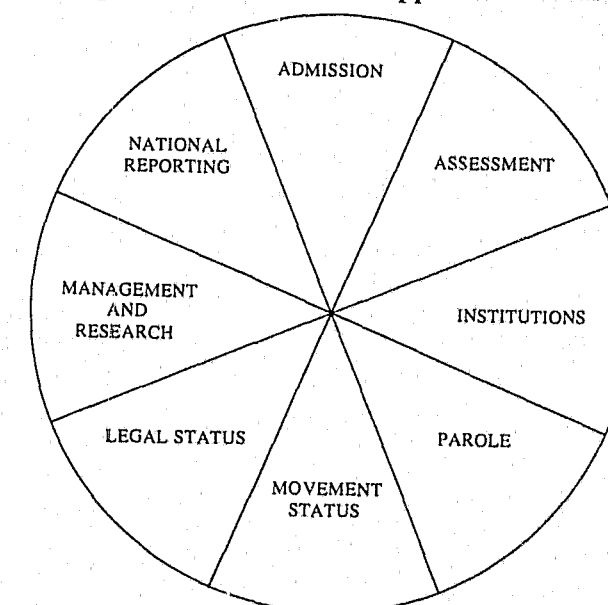 ADMISSION
ASSESSMENT
INSTITUTIONS
PAROLE
MOVEMENT
STATUS
LEGAL STATUS
MANAGEMENT
AND
RESEARCH
NATIONAL
REPORTING